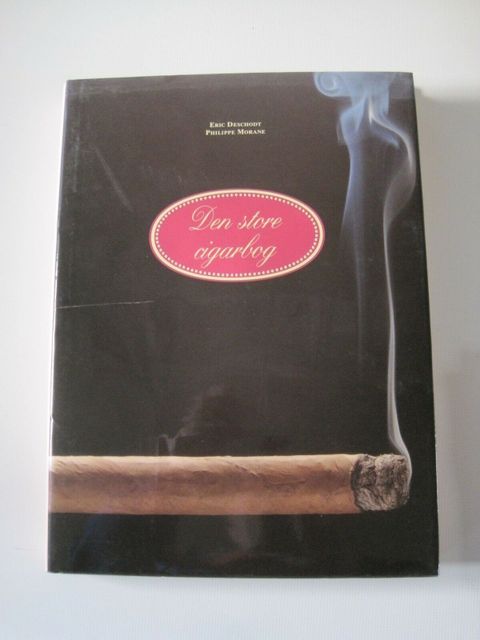 ERIC DESCHODT
PHILIPPE MORANE
Den store
cigarbog